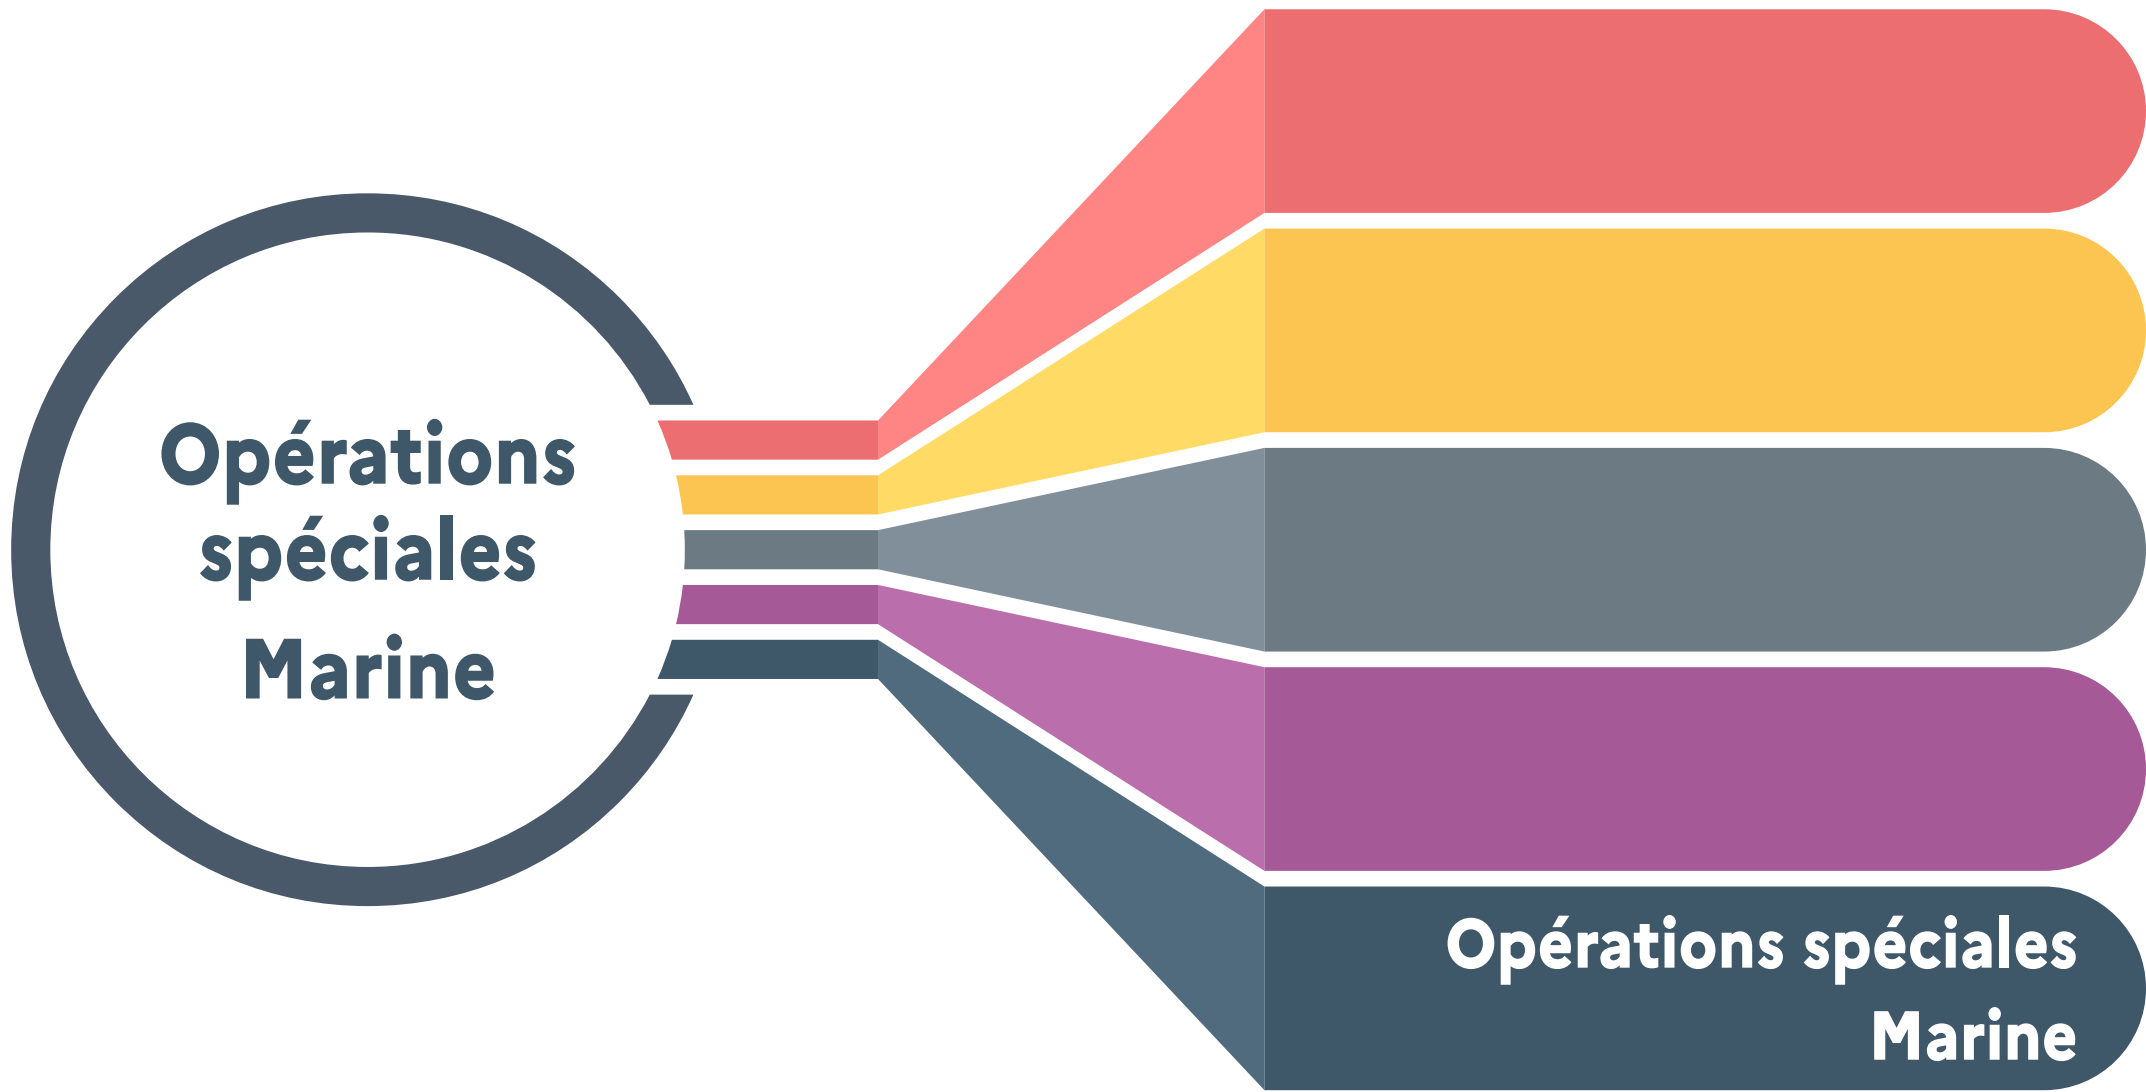 Opérations
spéciales
Marine
Opérations spéciales
Marine